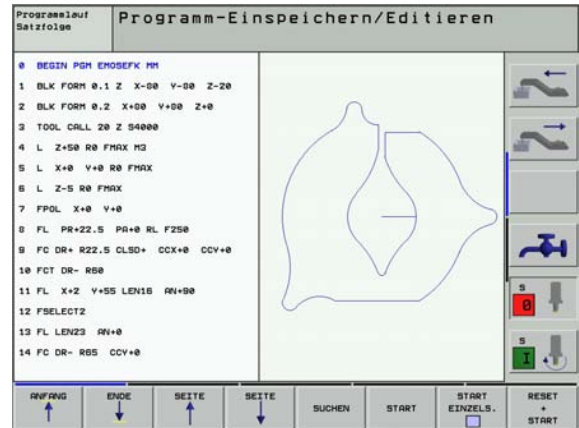 Programmlauf
Satzfolge
Programm-Einspeichern/Editieren
0 BEGIN PGM EMOSEFK MM
1 BLK FORM 0.1 Z X-80 Y-80 Z-20
2 BLK FORM 0.2 X+80 Y+80 Z+0
3 TOOL CALL 20 Z S4000
4 L Z+50 R0 FMAX M3
5 L X+0 Y+0 R0 FMAX
6 L Z-5 R0 FMAX
7 FPOL X+0 Y+0
8 FL PR+22.5 PA+0 RL F250
9 FC DR+ R22.5 CLSD+ CCX+0 CCY+0
10 FCT DR- R60
11 FL X+2 Y+55 LEN16 AN+90
12 FSELECT2
13 FL LEN23 AN+0
14 FC DR- R65 CCY+0
S
0
S
I
ANFANG
ENDE
SEITE
SEITE
SUCHEN
START
START
EINZELS.
RESET
+
START